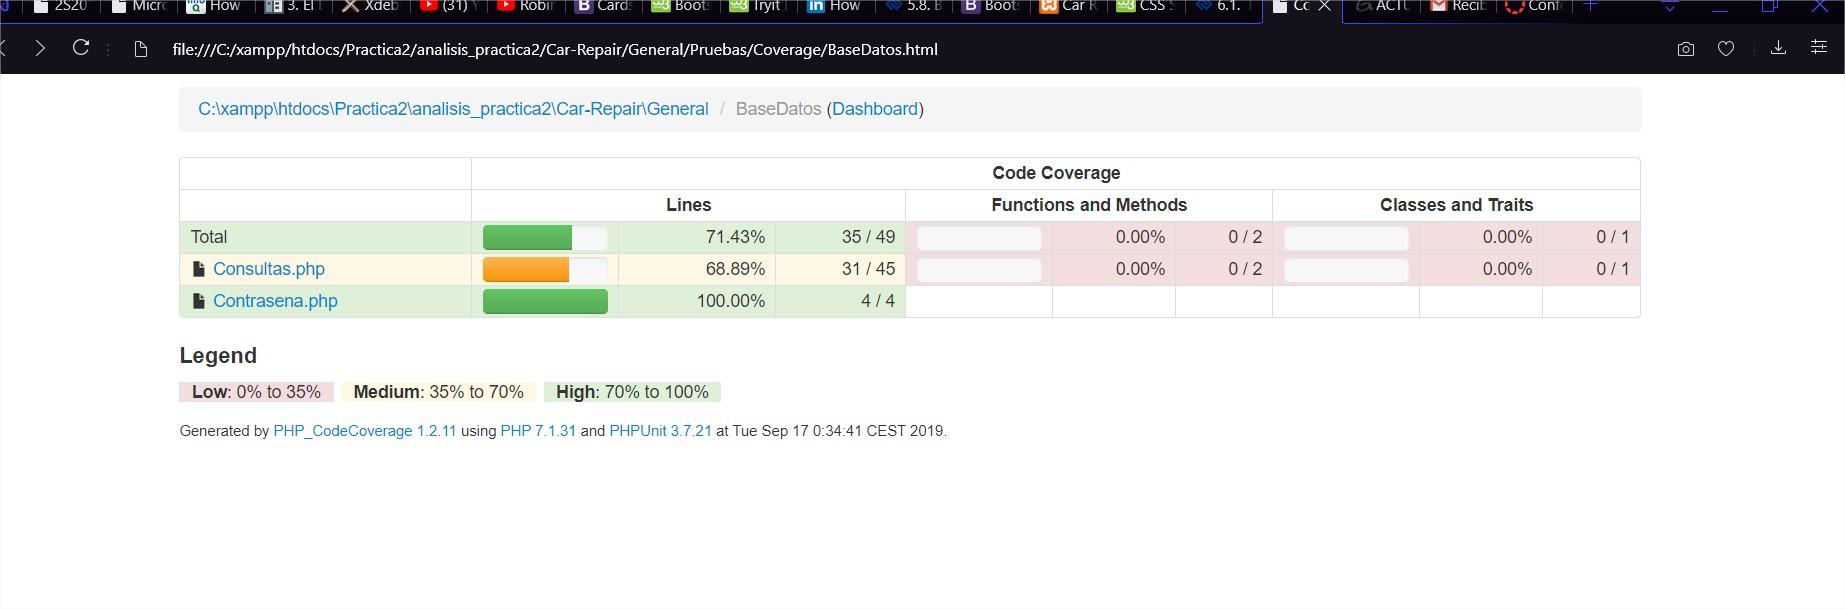 2S20 Micro How 3. El E Xdeb (31) Y Robin Cards Boots Tryit How 5.8. B Boots Car R CSS S 6.1. Co ACTU Recib Conf
file:///C:/xampp/htdocs/Practica2/analisis_practica2/Car-Repair/General/Pruebas/Coverage/BaseDatos.html
C:\xampp\htdocs\Practica2\analisis_practica2\Car-Repair\General / BaseDatos (Dashboard)
Code Coverage
Lines Functions and Methods Classes and Traits
Total 71.43% 35 / 49 0.00% 0 / 2 0.00% 0 / 1
Consultas.php 68.89% 31 / 45 0.00% 0 / 2 0.00% 0 / 1
Contrasena.php 100.00% 4 / 4
Legend
Low: 0% to 35% Medium: 35% to 70% High: 70% to 100%
Generated by PHP_CodeCoverage 1.2.11 using PHP 7.1.31 and PHPUnit 3.7.21 at Tue Sep 17 0:34:41 CEST 2019.